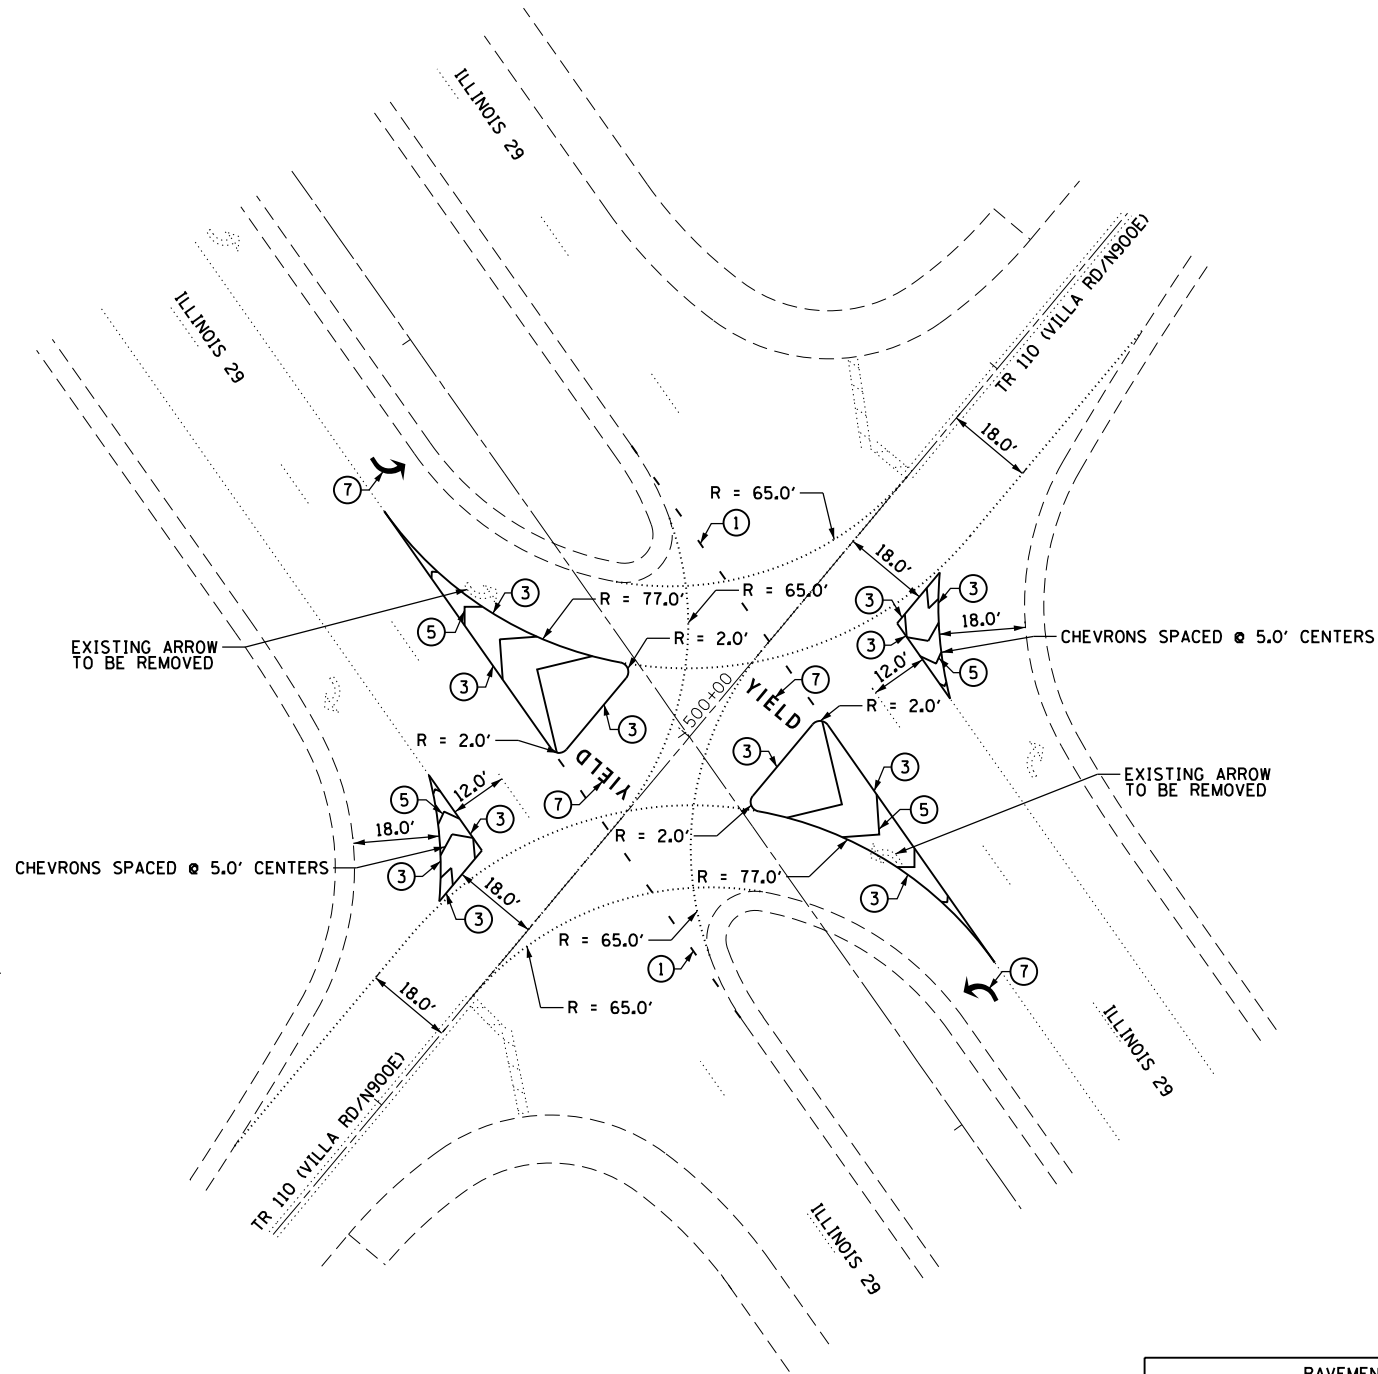 ILLINOIS 29
ILLINOIS 29
TR 110 (VILLA RD/N900E)
18.0'
7
R = 65.0'
1
18.0'
3
R = 77.0'
R = 65.0'
3
3
18.0'
5
R = 2.0'
3
CHEVRONS SPACED @ 5.0' CENTERS
EXISTING ARROW
TO BE REMOVED
12.0'
5
3
7
YIELD
500+00
R = 2.0'
3
R = 2.0'
3
3
YIELD
EXISTING ARROW
TO BE REMOVED
12.0'
5
7
5
3
18.0'
R = 2.0'
CHEVRONS SPACED @ 5.0' CENTERS
3
R = 77.0'
18.0'
3
3
R = 65.0'
1
7
18.0'
R = 65.0'
ILLINOIS 29
TR 110 (VILLA RD/N900E)
ILLINOIS 29